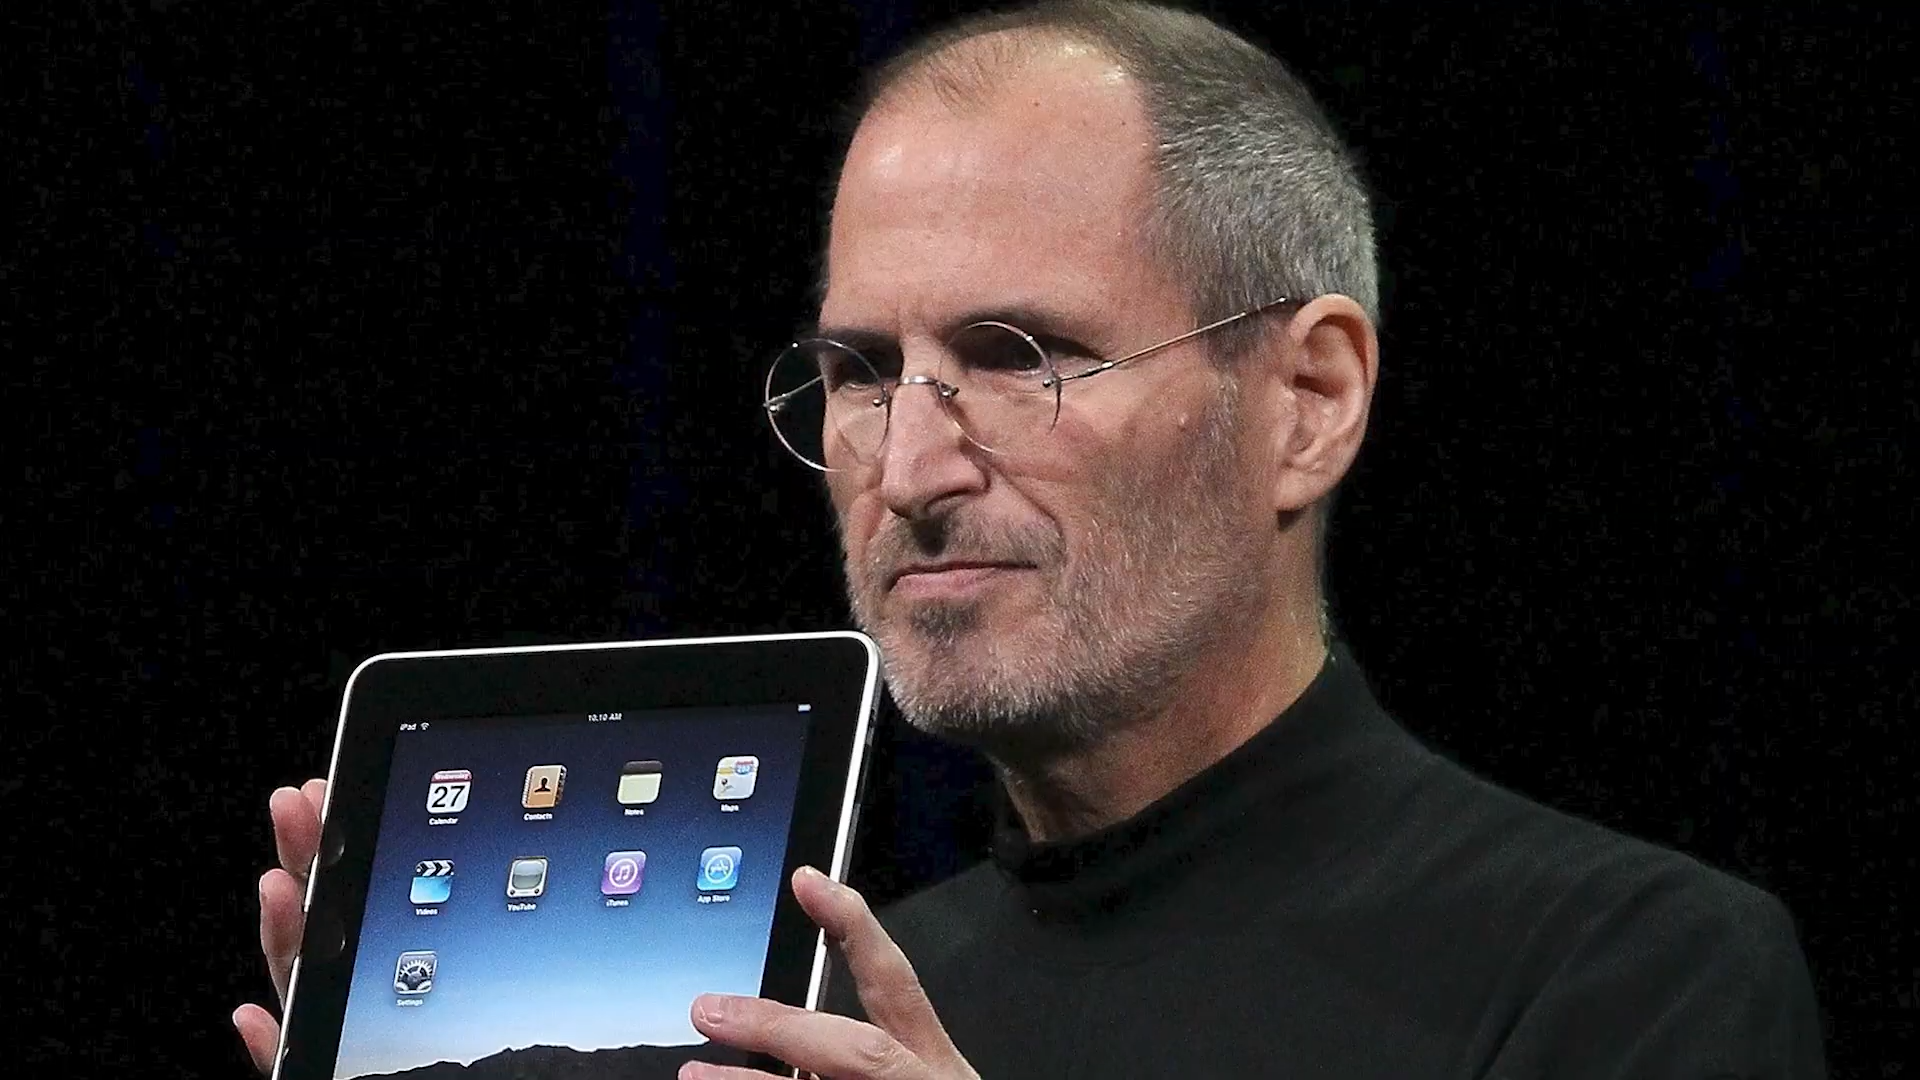 iPad 10:10 AM
Wednesday
27
Calendar Contacts Notes Maps
Videos YouTube iTunes App Store
Settings